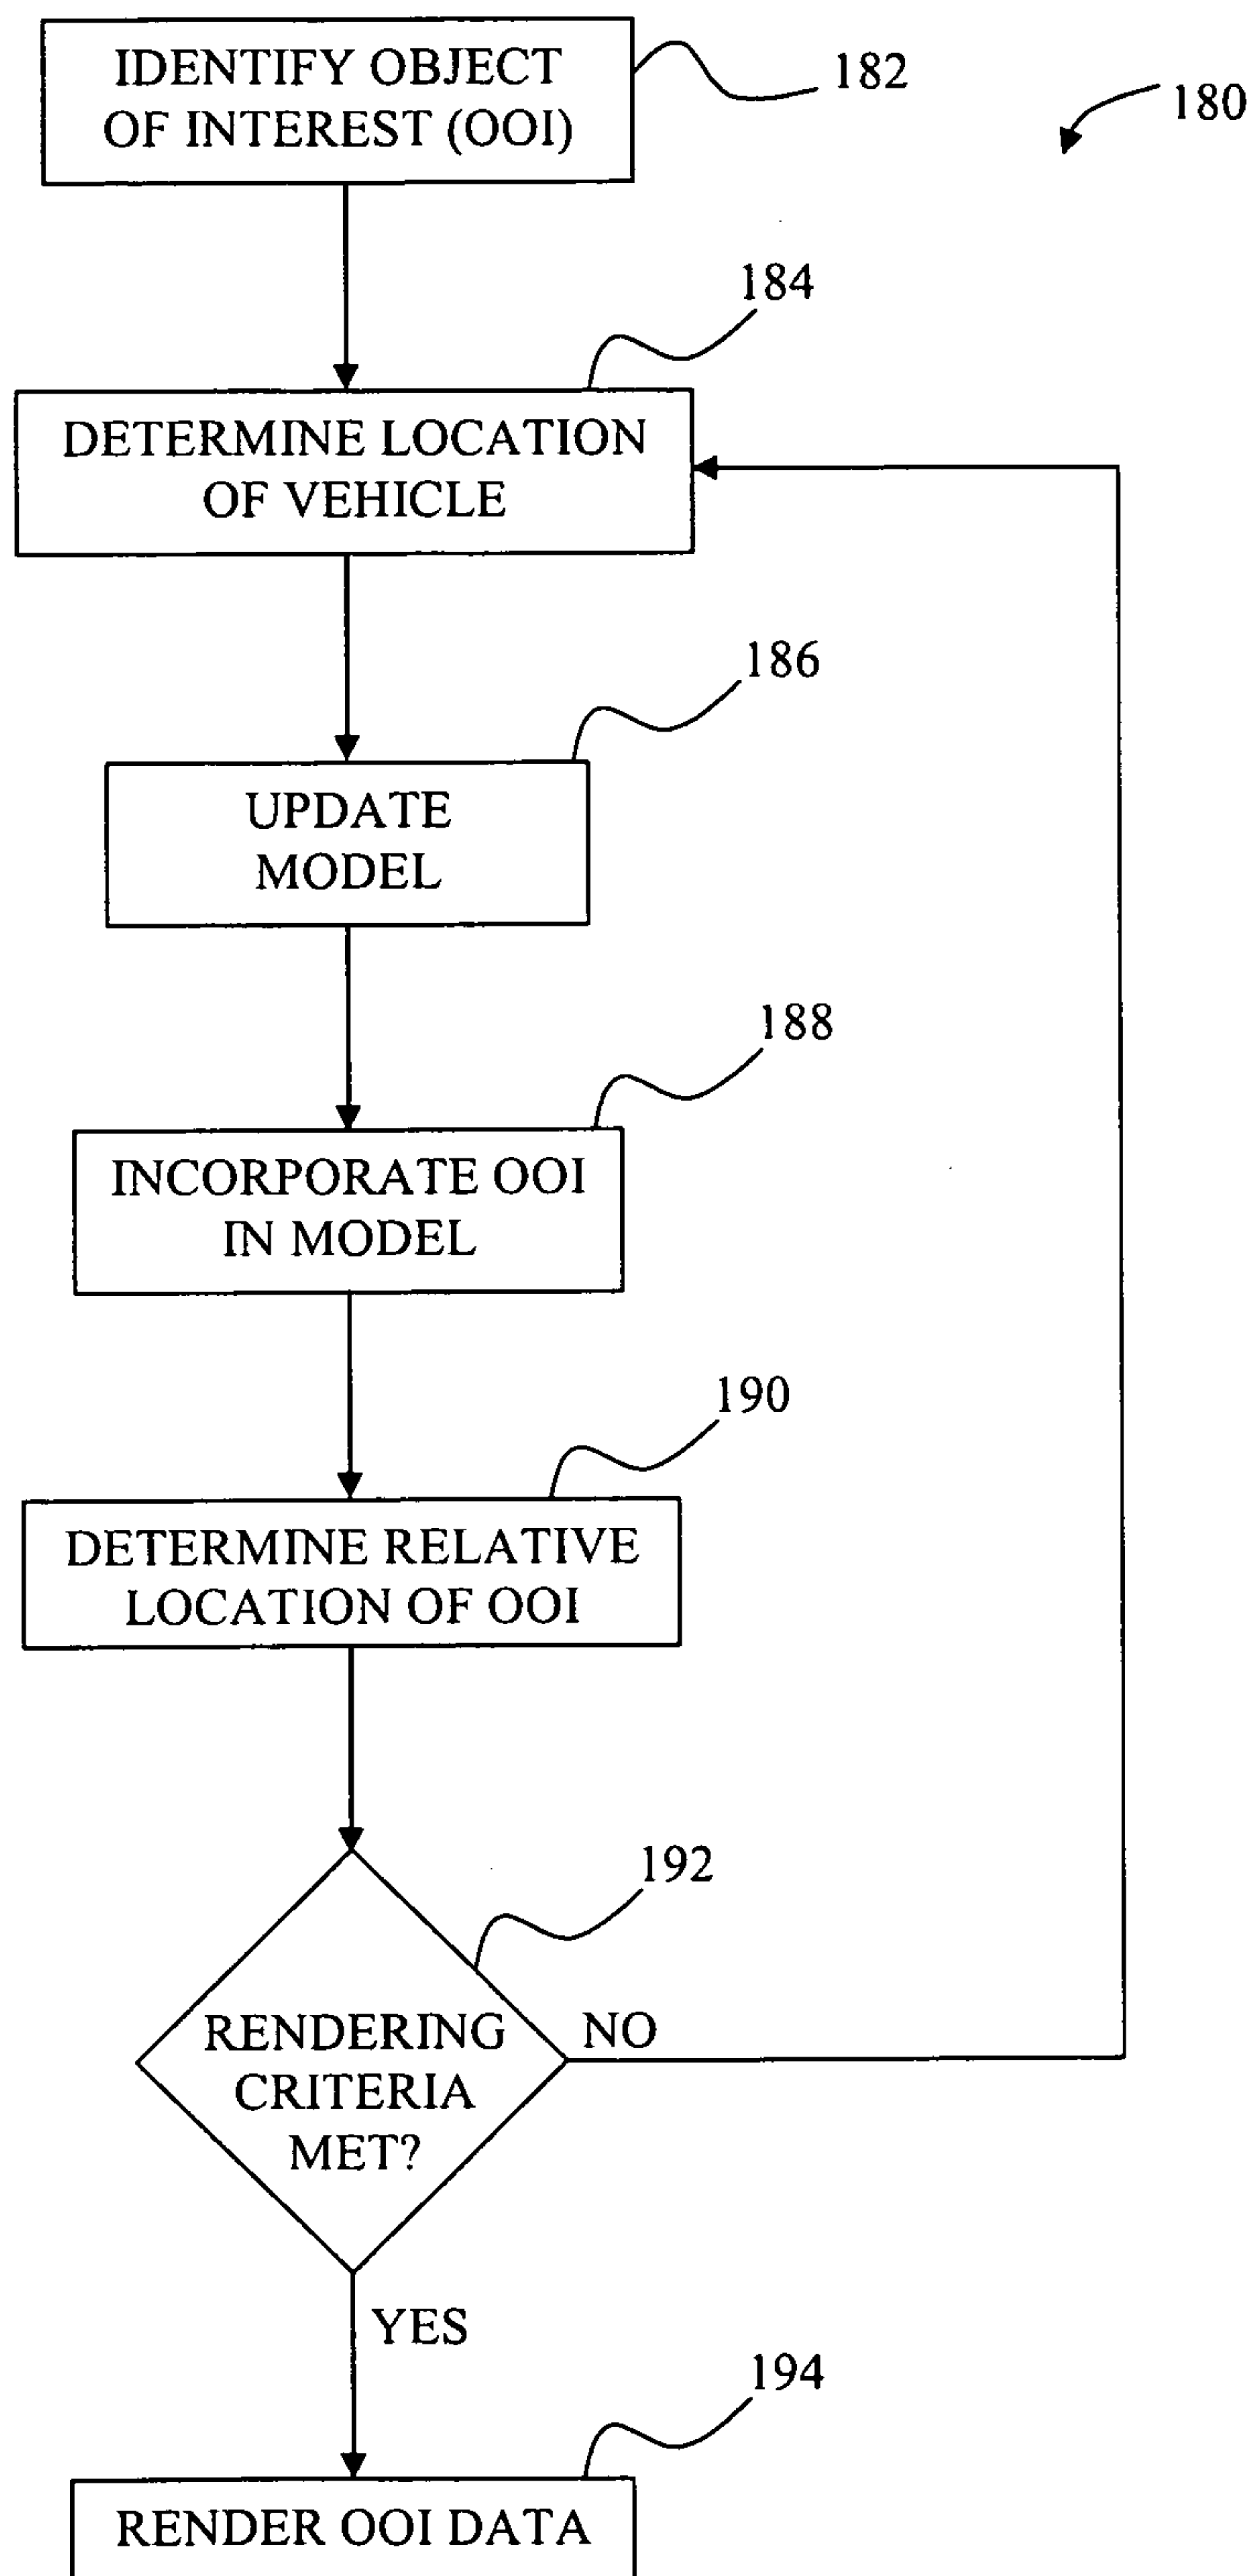 IDENTIFY OBJECT
OF INTEREST (OOI)
182
180
184
DETERMINE LOCATION
OF VEHICLE
186
UPDATE
MODEL
188
INCORPORATE OOI
IN MODEL
190
DETERMINE RELATIVE
LOCATION OF OOI
192
RENDERING
CRITERIA
MET?
NO
YES
194
RENDER OOI DATA